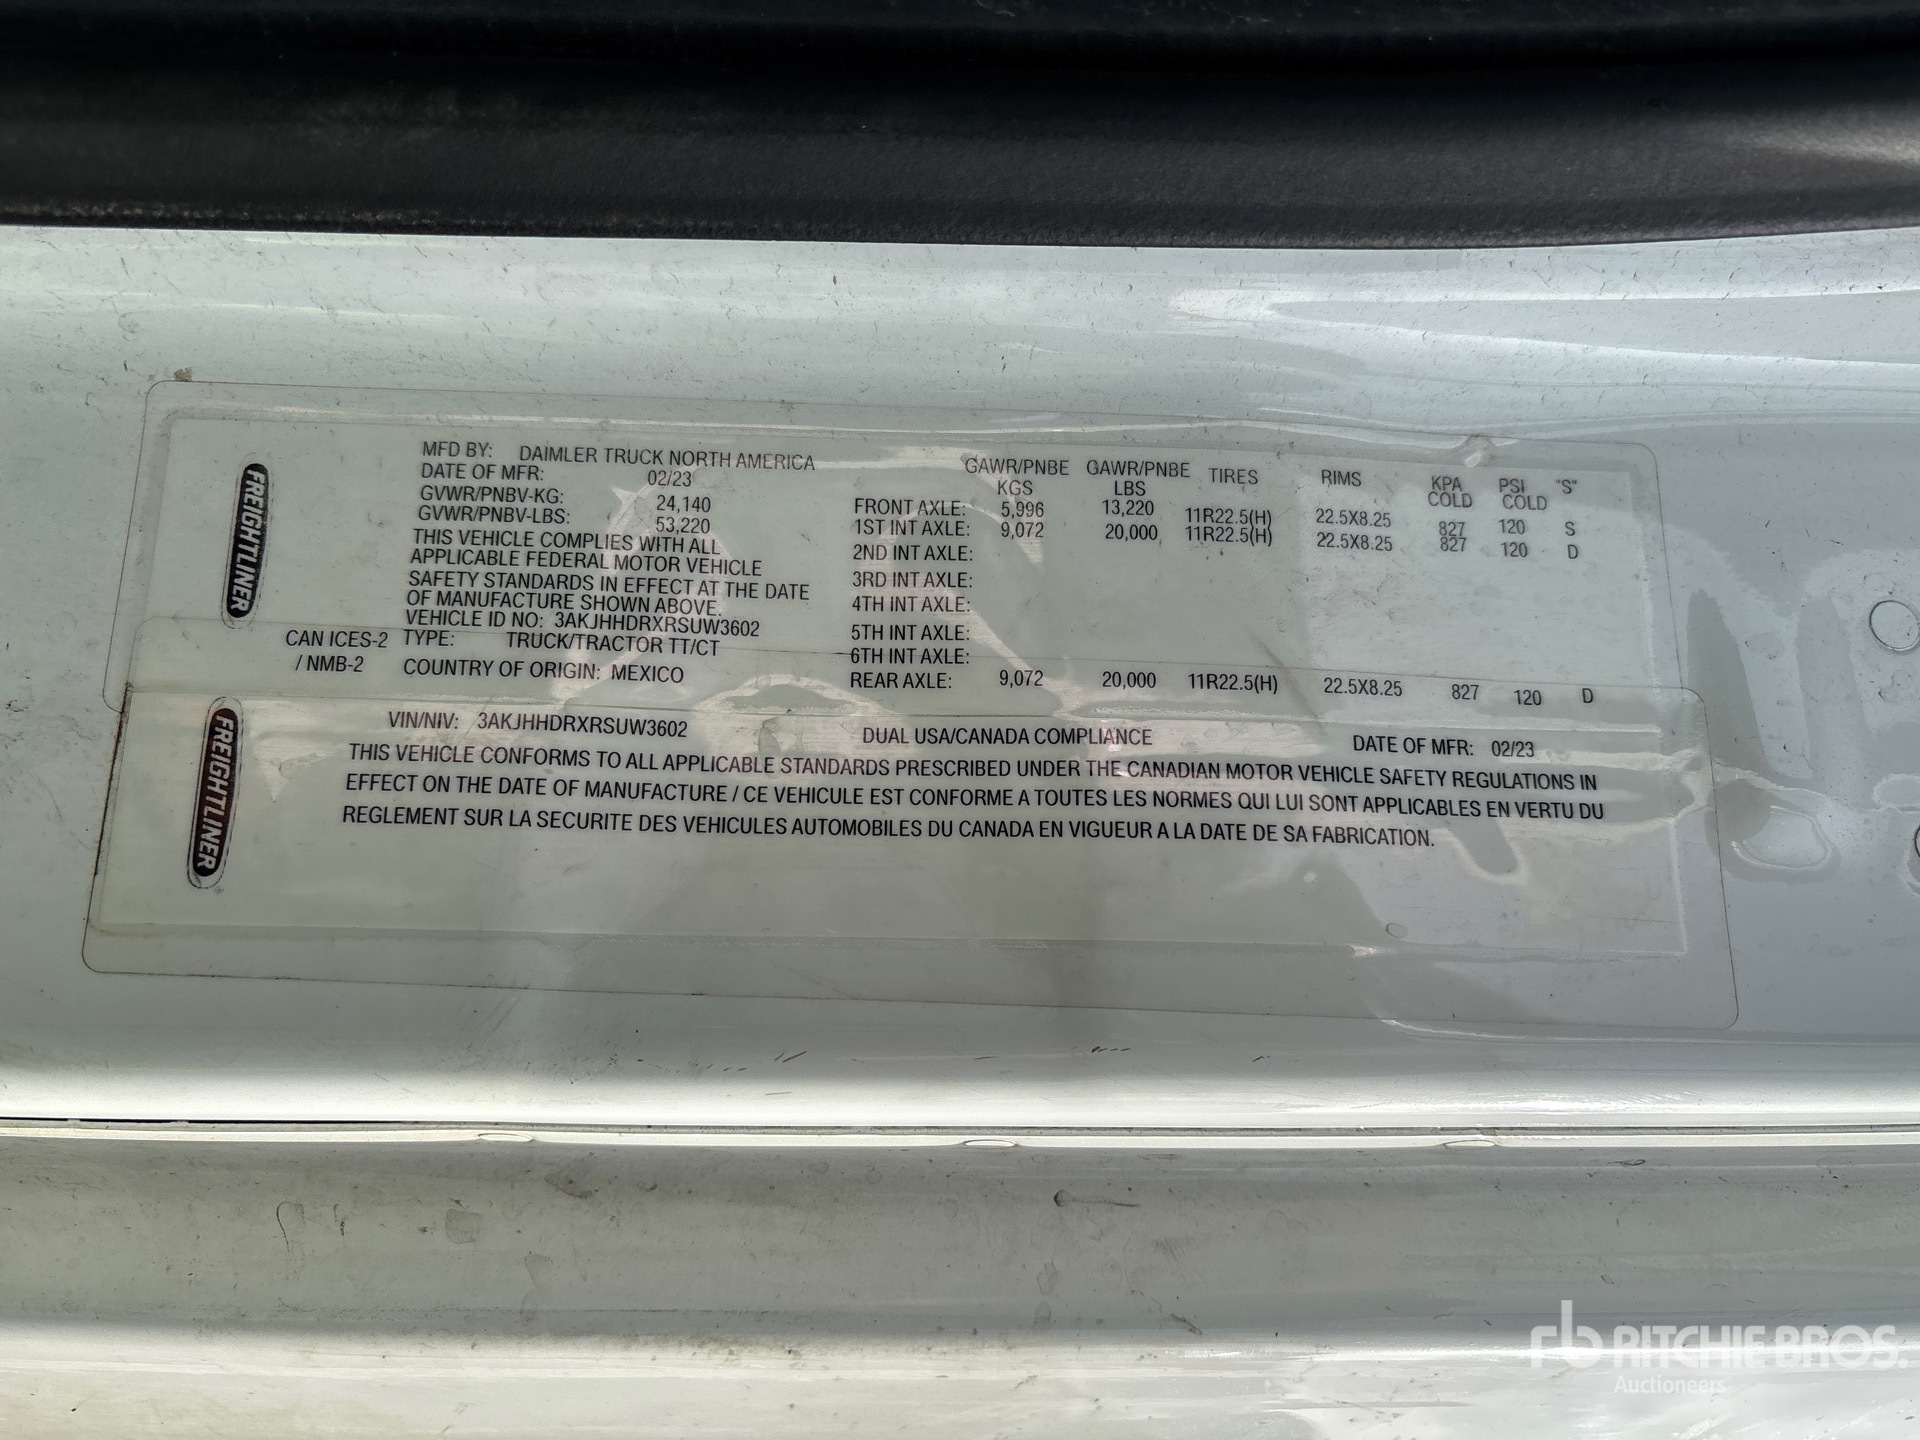 FREIGHTLINER
MFD BY: DAIMLER TRUCK NORTH AMERICA
DATE OF MFR: 02/23
GVWR/PNBV-KG: 24,140
GVWR/PNBV-LBS: 53,220
THIS VEHICLE COMPLIES WITH ALL
APPLICABLE FEDERAL MOTOR VEHICLE
SAFETY STANDARDS IN EFFECT AT THE DATE
OF MANUFACTURE SHOWN ABOVE.
VEHICLE ID NO: 3AKJHHDRXRSUW3602
CAN ICES-2 TYPE: TRUCK/TRACTOR TT/CT
/ NMB-2 COUNTRY OF ORIGIN: MEXICO
GAWR/PNBE GAWR/PNBE TIRES RIMS KPA PSI "S"
KGS LBS COLD COLD
FRONT AXLE: 5,996 13,220 11R22.5(H) 22.5X8.25 827 120 S
1ST INT AXLE: 9,072 20,000 11R22.5(H) 22.5X8.25 827 120 D
2ND INT AXLE:
3RD INT AXLE:
4TH INT AXLE:
5TH INT AXLE:
6TH INT AXLE:
REAR AXLE: 9,072 20,000 11R22.5(H) 22.5X8.25 827 120 D
FREIGHTLINER
VIN/NIV: 3AKJHHDRXRSUW3602 DUAL USA/CANADA COMPLIANCE DATE OF MFR: 02/23
THIS VEHICLE CONFORMS TO ALL APPLICABLE STANDARDS PRESCRIBED UNDER THE CANADIAN MOTOR VEHICLE SAFETY REGULATIONS IN
EFFECT ON THE DATE OF MANUFACTURE / CE VEHICULE EST CONFORME A TOUTES LES NORMES QUI LUI SONT APPLICABLES EN VERTU DU
REGLEMENT SUR LA SECURITE DES VEHICULES AUTOMOBILES DU CANADA EN VIGUEUR A LA DATE DE SA FABRICATION.
rb RITCHIE BROS.
Auctioneers